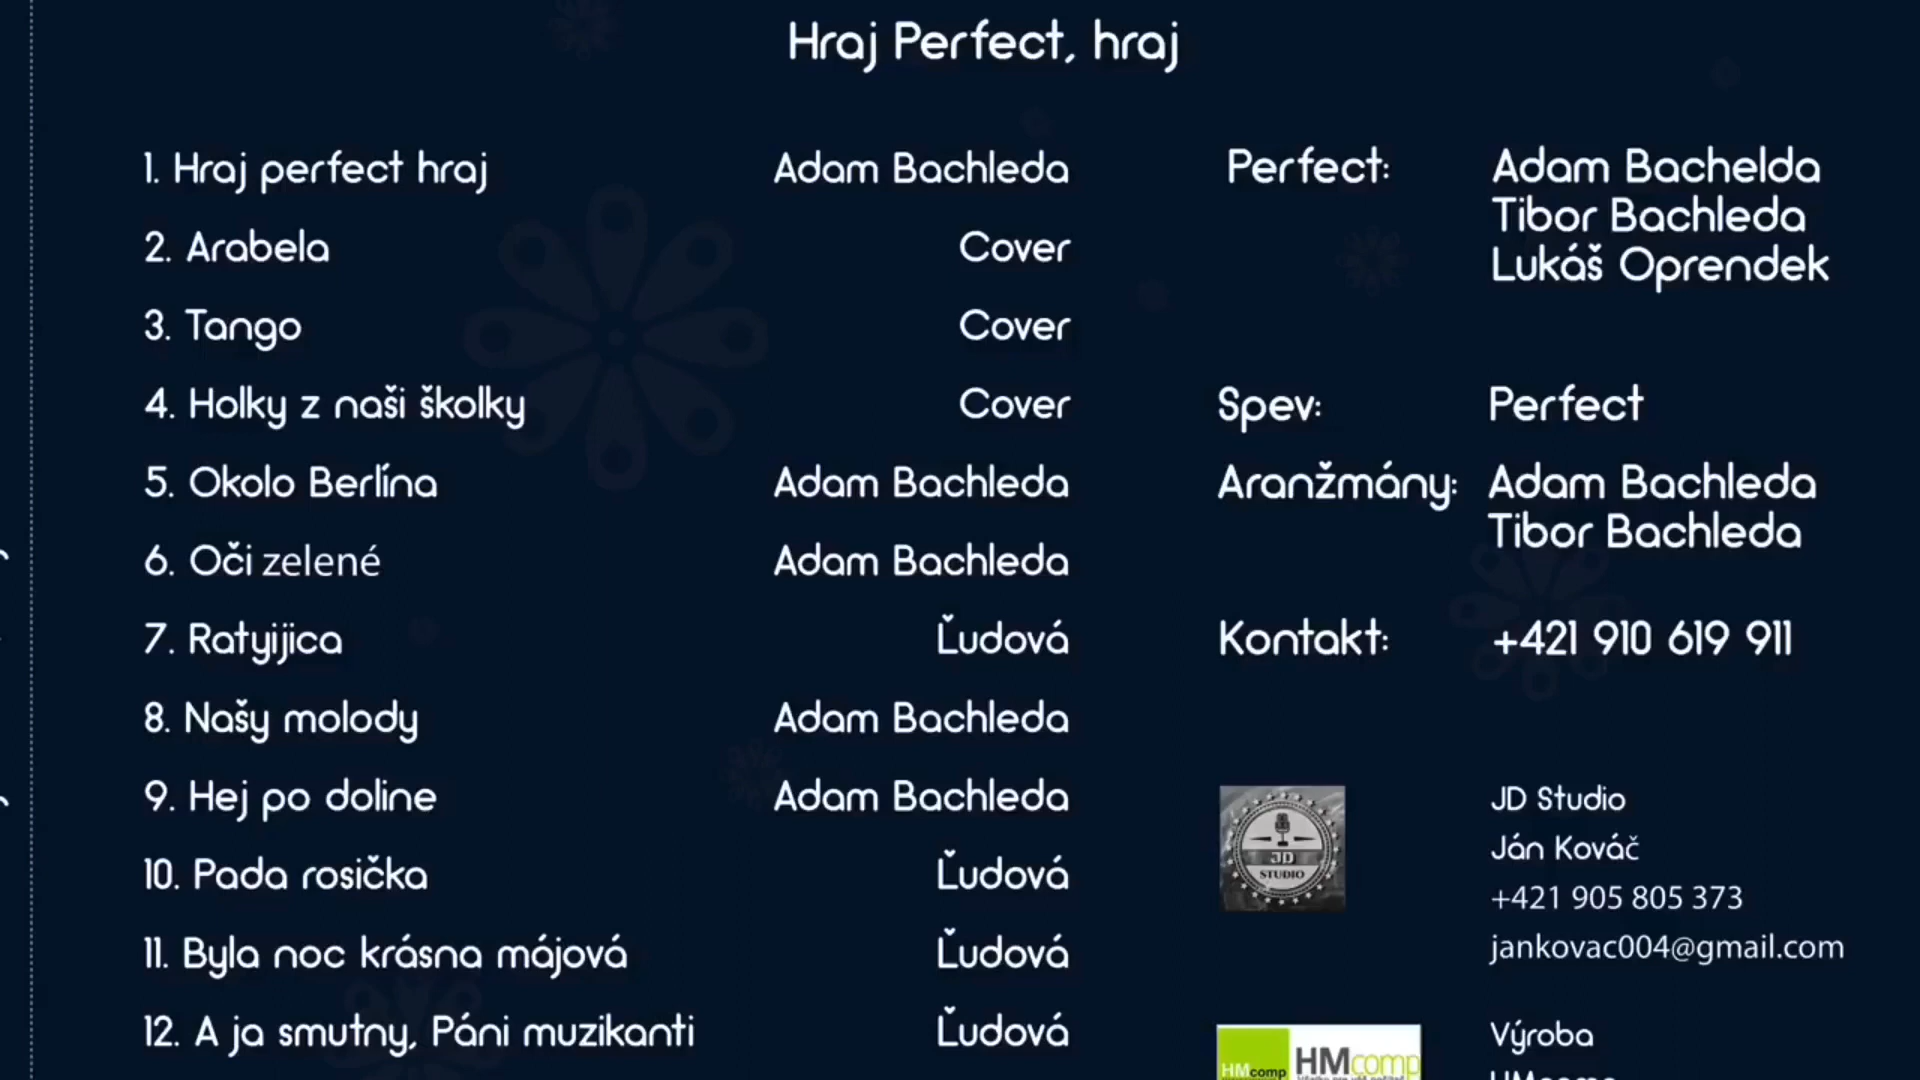 Hraj Perfect, hraj
1. Hraj perfect hraj Adam Bachleda
2. Arabela Cover
3. Tango Cover
4. Holky z naši školky Cover
5. Okolo Berlína Adam Bachleda
6. Oči zelené Adam Bachleda
7. Ratyijica Ľudová
8. Našy molody Adam Bachleda
9. Hej po doline Adam Bachleda
10. Pada rosička Ľudová
11. Byla noc krásna májová Ľudová
12. A ja smutny, Páni muzikanti Ľudová
Perfect: Adam Bachelda
Tibor Bachleda
Lukáš Oprendek
Spev: Perfect
Aranžmány: Adam Bachleda
Tibor Bachleda
Kontakt: +421 910 619 911
JD
STUDIO
JD Studio
Ján Kováč
+421 905 805 373
jankovac004@gmail.com
HMcomp HMcomp
Výroba
HMcomp